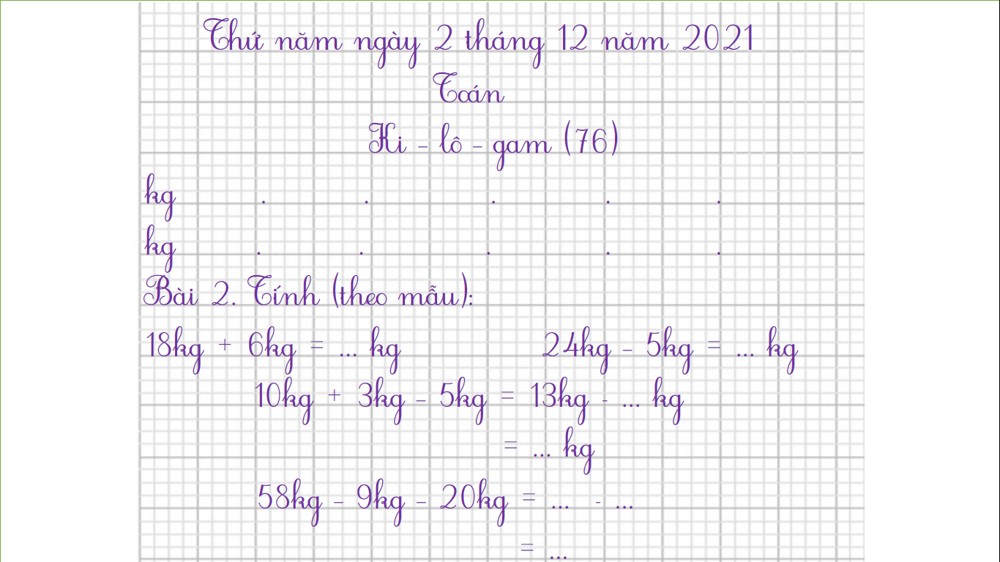 Thứ năm ngày 2 tháng 12 năm 2021
Toán
Ki - lô - gam (76)
kg . . . . .
kg . . . . .
Bài 2. Tính (theo mẫu):
18kg + 6kg = ... kg 24kg - 5kg = ... kg
10kg + 3kg - 5kg = 13kg - ... kg
= ... kg
58kg - 9kg - 20kg = ... - ...
= ...